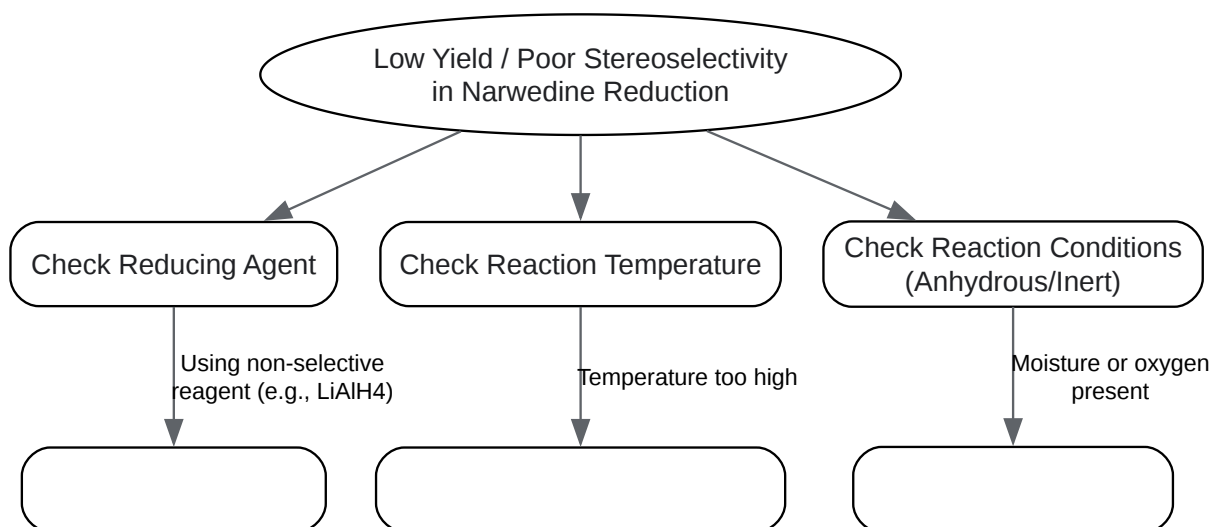 Low Yield / Poor Stereoselectivity
in Narwedine Reduction
Check Reducing Agent
Check Reaction Temperature
Check Reaction Conditions
(Anhydrous/Inert)
Using non-selective
reagent (e.g., LiAlH4)
Temperature too high
Moisture or oxygen
present